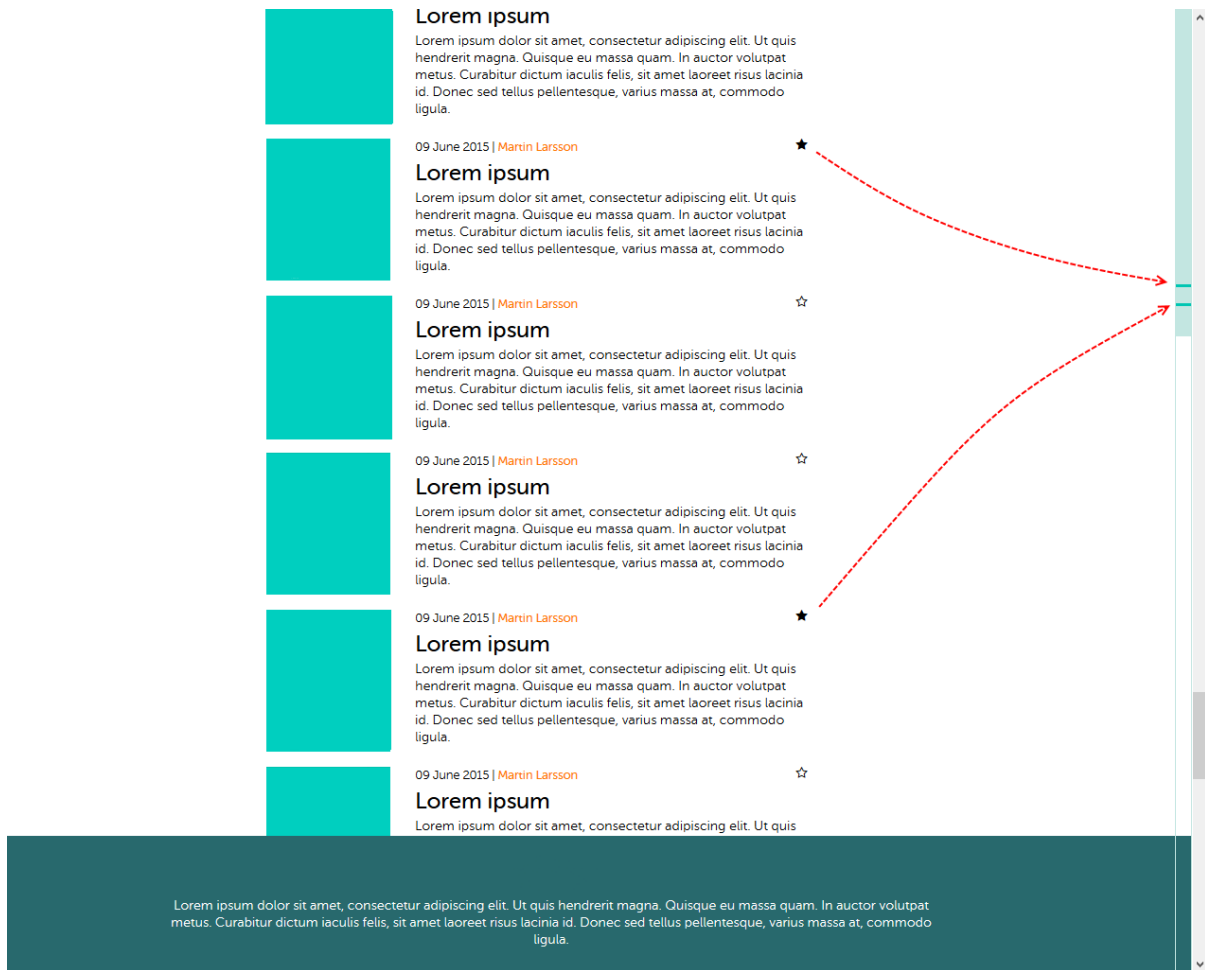 Lorem ipsum
Lorem ipsum dolor sit amet, consectetur adipiscing elit. Ut quis
hendrerit magna. Quisque eu massa quam. In auctor volutpat
metus. Curabitur dictum iaculis felis, sit amet laoreet risus lacinia
id. Donec sed tellus pellentesque, varius massa at, commodo
ligula.
09 June 2015 | Martin Larsson
Lorem ipsum
Lorem ipsum dolor sit amet, consectetur adipiscing elit. Ut quis
hendrerit magna. Quisque eu massa quam. In auctor volutpat
metus. Curabitur dictum iaculis felis, sit amet laoreet risus lacinia
id. Donec sed tellus pellentesque, varius massa at, commodo
ligula.
09 June 2015 | Martin Larsson
Lorem ipsum
Lorem ipsum dolor sit amet, consectetur adipiscing elit. Ut quis
hendrerit magna. Quisque eu massa quam. In auctor volutpat
metus. Curabitur dictum iaculis felis, sit amet laoreet risus lacinia
id. Donec sed tellus pellentesque, varius massa at, commodo
ligula.
09 June 2015 | Martin Larsson
Lorem ipsum
Lorem ipsum dolor sit amet, consectetur adipiscing elit. Ut quis
hendrerit magna. Quisque eu massa quam. In auctor volutpat
metus. Curabitur dictum iaculis felis, sit amet laoreet risus lacinia
id. Donec sed tellus pellentesque, varius massa at, commodo
ligula.
09 June 2015 | Martin Larsson
Lorem ipsum
Lorem ipsum dolor sit amet, consectetur adipiscing elit. Ut quis
hendrerit magna. Quisque eu massa quam. In auctor volutpat
metus. Curabitur dictum iaculis felis, sit amet laoreet risus lacinia
id. Donec sed tellus pellentesque, varius massa at, commodo
ligula.
09 June 2015 | Martin Larsson
Lorem ipsum
Lorem ipsum dolor sit amet, consectetur adipiscing elit. Ut quis
Lorem ipsum dolor sit amet, consectetur adipiscing elit. Ut quis hendrerit magna. Quisque eu massa quam. In auctor volutpat
metus. Curabitur dictum iaculis felis, sit amet laoreet risus lacinia id. Donec sed tellus pellentesque, varius massa at, commodo
ligula.